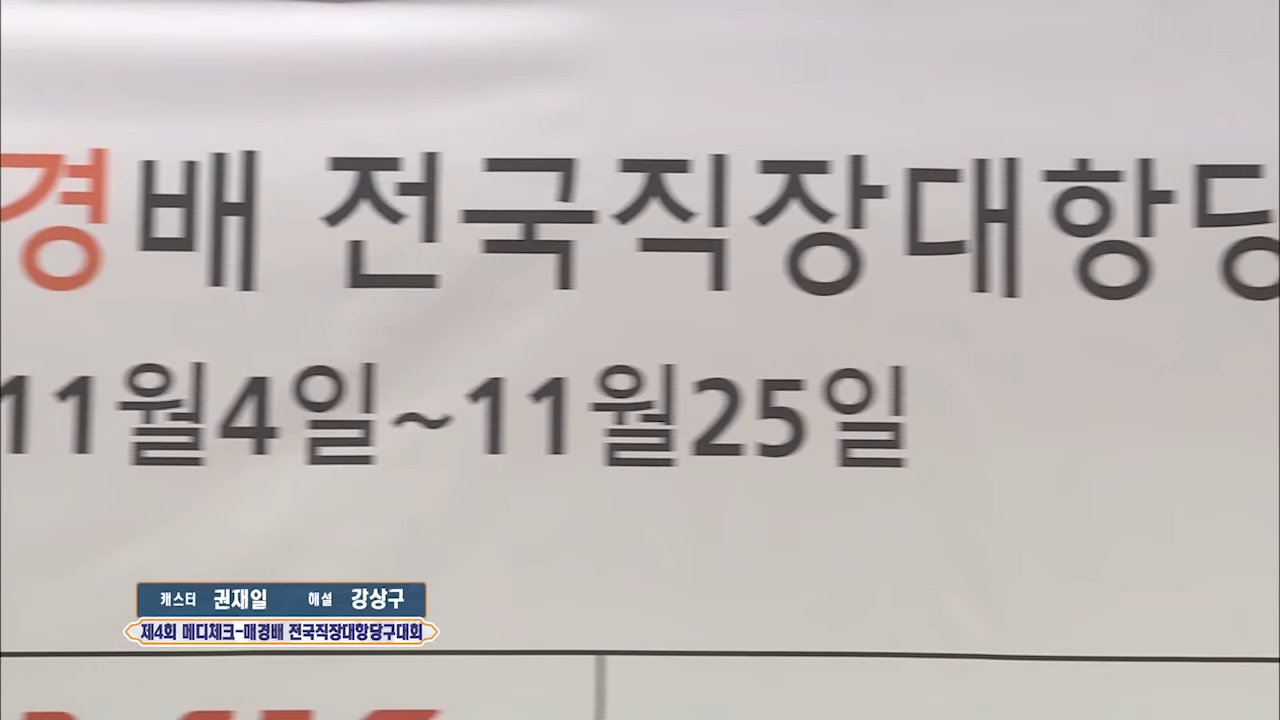 경배 전국직장대항당
11월4일~11월25일
캐스터 권재일 해설 강상구
제4회 메디체크-매경배 전국직장대항당구대회